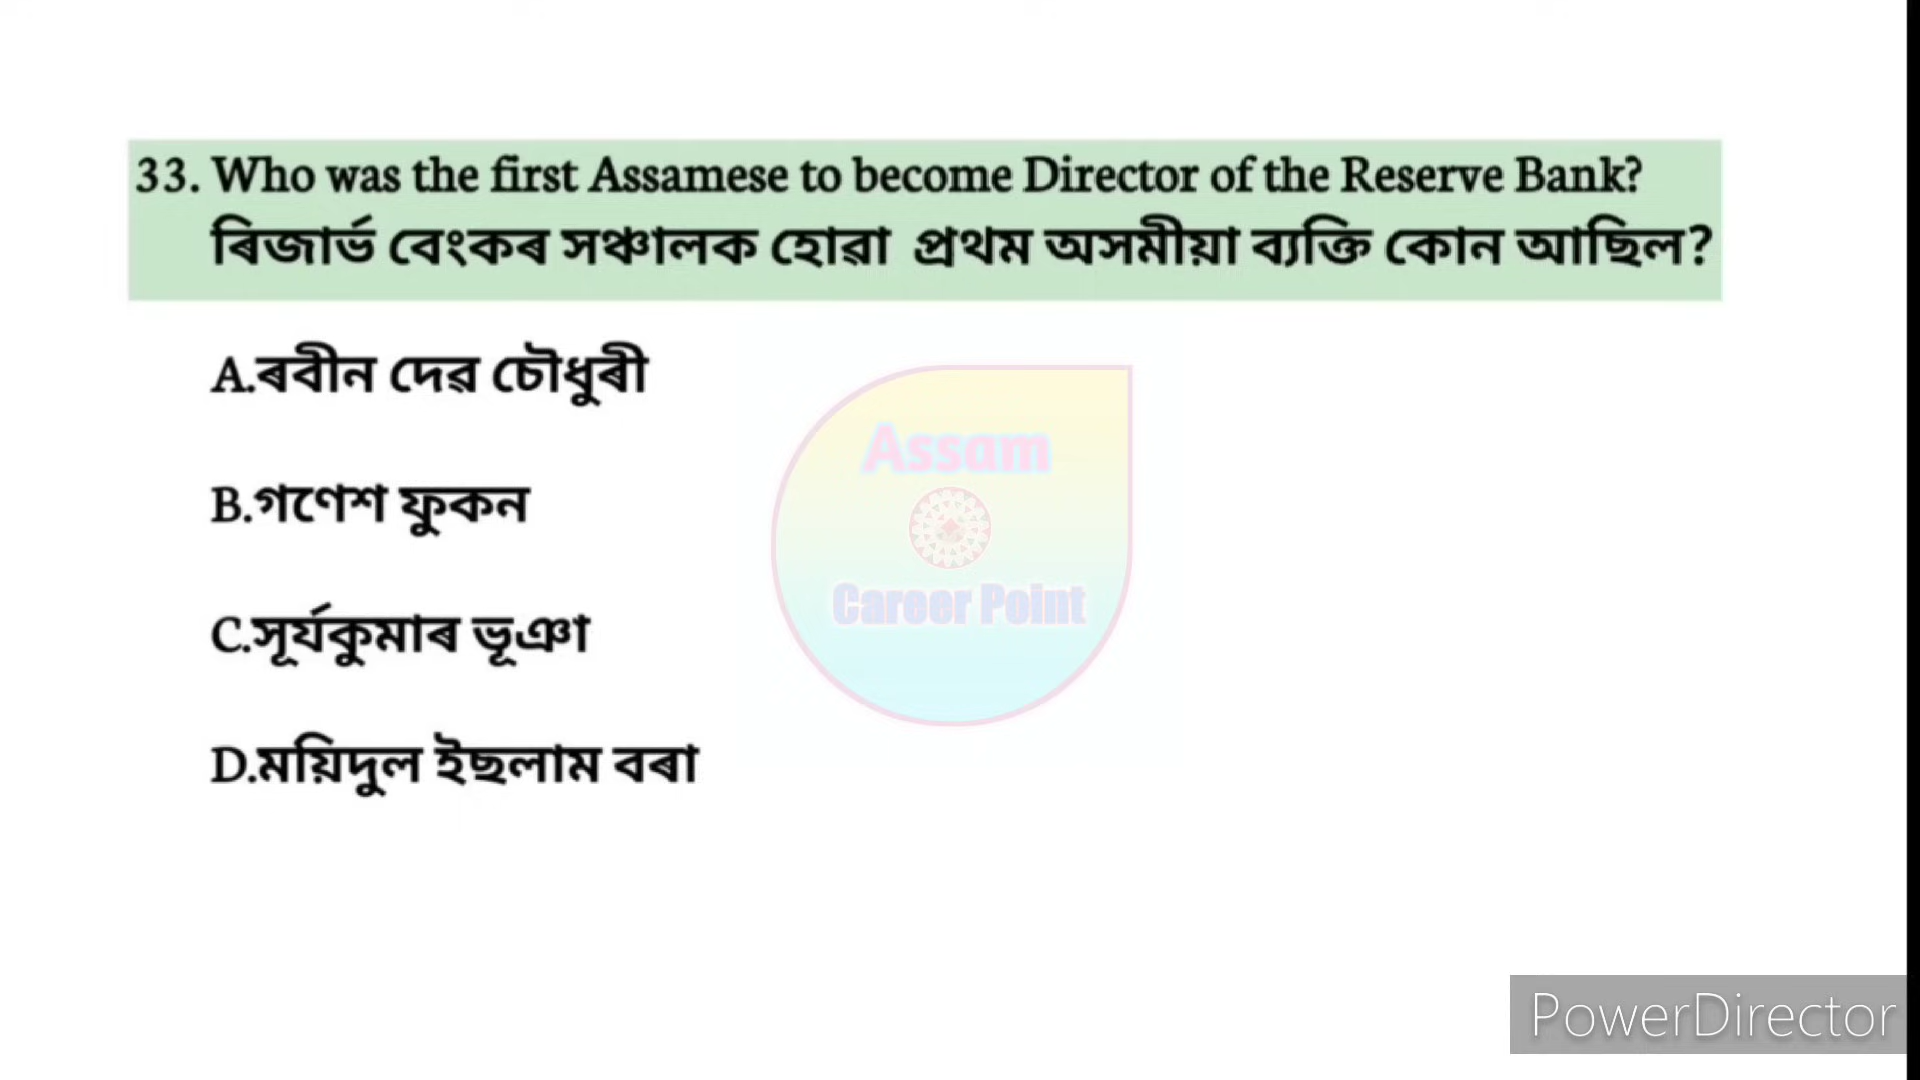 33. Who was the first Assamese to become Director of the Reserve Bank?
ৰিজাৰ্ভ বেংকৰ সঞ্চালক হোৱা প্ৰথম অসমীয়া ব্যক্তি কোন আছিল?
A.ৰবীন দেৱ চৌধুৰী
Assam
B.গণেশ ফুকন
Career Point
C.সূৰ্যকুমাৰ ভূঞা
D.ময়িদুল ইছলাম বৰা
PowerDirector